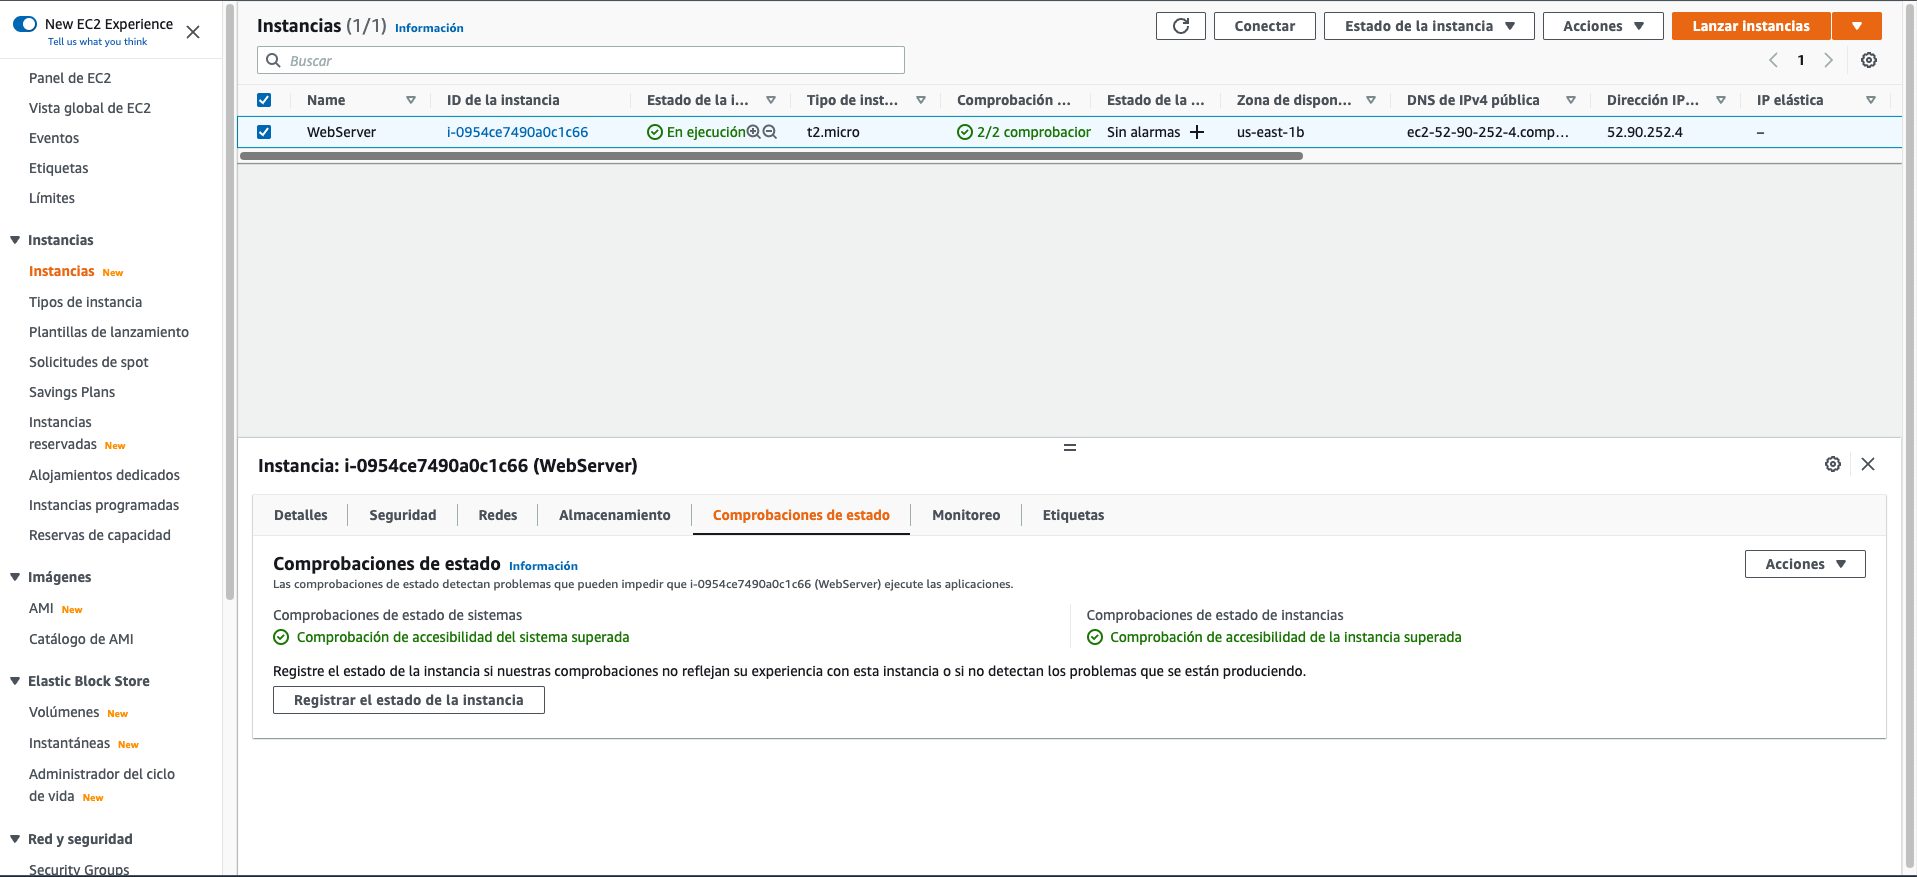 New EC2 Experience
Tell us what you think
Panel de EC2
Vista global de EC2
Eventos
Etiquetas
Límites
Instancias
Instancias New
Tipos de instancia
Plantillas de lanzamiento
Solicitudes de spot
Savings Plans
Instancias
reservadas New
Alojamientos dedicados
Instancias programadas
Reservas de capacidad
Imágenes
AMI New
Catálogo de AMI
Elastic Block Store
Volúmenes New
Instantáneas New
Administrador del ciclo
de vida New
Red y seguridad
Security Groups
Instancias (1/1) Información
Conectar
Estado de la instancia
Acciones
Lanzar instancias
Buscar
1
Name ID de la instancia Estado de la i... Tipo de inst... Comprobación ... Estado de la ... Zona de dispon... DNS de IPv4 pública Dirección IP... IP elástica
WebServer i-0954ce7490a0c1c66 En ejecución t2.micro 2/2 comprobacior Sin alarmas us-east-1b ec2-52-90-252-4.comp... 52.90.252.4 –
Instancia: i-0954ce7490a0c1c66 (WebServer)
Detalles Seguridad Redes Almacenamiento Comprobaciones de estado Monitoreo Etiquetas
Comprobaciones de estado Información
Acciones
Las comprobaciones de estado detectan problemas que pueden impedir que i-0954ce7490a0c1c66 (WebServer) ejecute las aplicaciones.
Comprobaciones de estado de sistemas
Comprobación de accesibilidad del sistema superada
Comprobaciones de estado de instancias
Comprobación de accesibilidad de la instancia superada
Registre el estado de la instancia si nuestras comprobaciones no reflejan su experiencia con esta instancia o si no detectan los problemas que se están produciendo.
Registrar el estado de la instancia